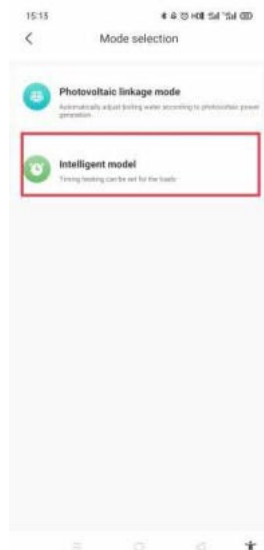 15:15
Mode selection
Photovoltaic linkage mode
Automatically adjust boiling water according to photovoltaic power
generation
Intelligent model
Timing heating can be set for the loads